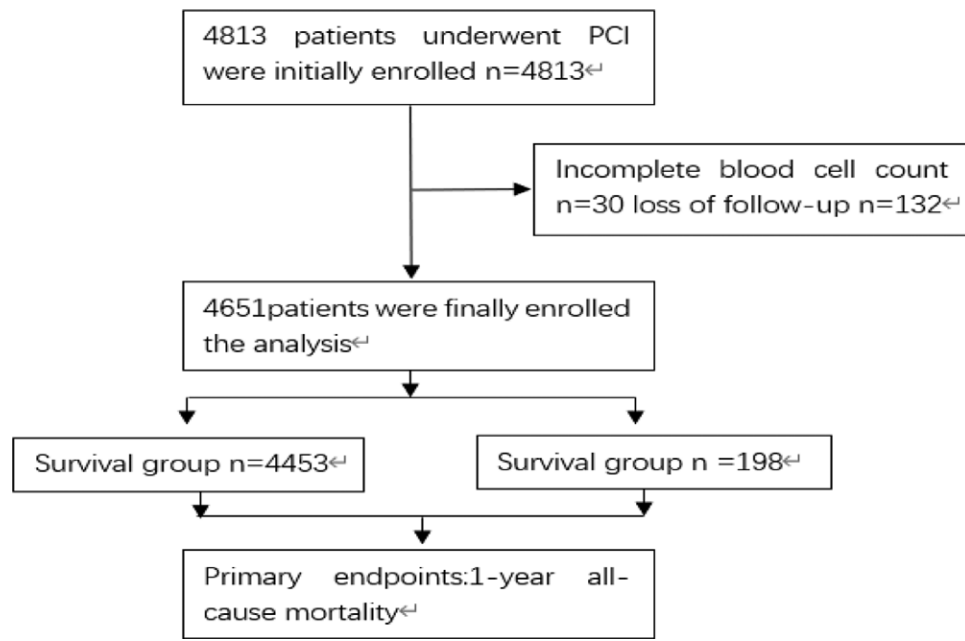 4813 patients underwent PCI
were initially enrolled n=4813↵
Incomplete blood cell count
n=30 loss of follow-up n=132↵
4651patients were finally enrolled
the analysis↵
Survival group n=4453↵
Survival group n =198↵
Primary endpoints:1-year all-
cause mortality↵